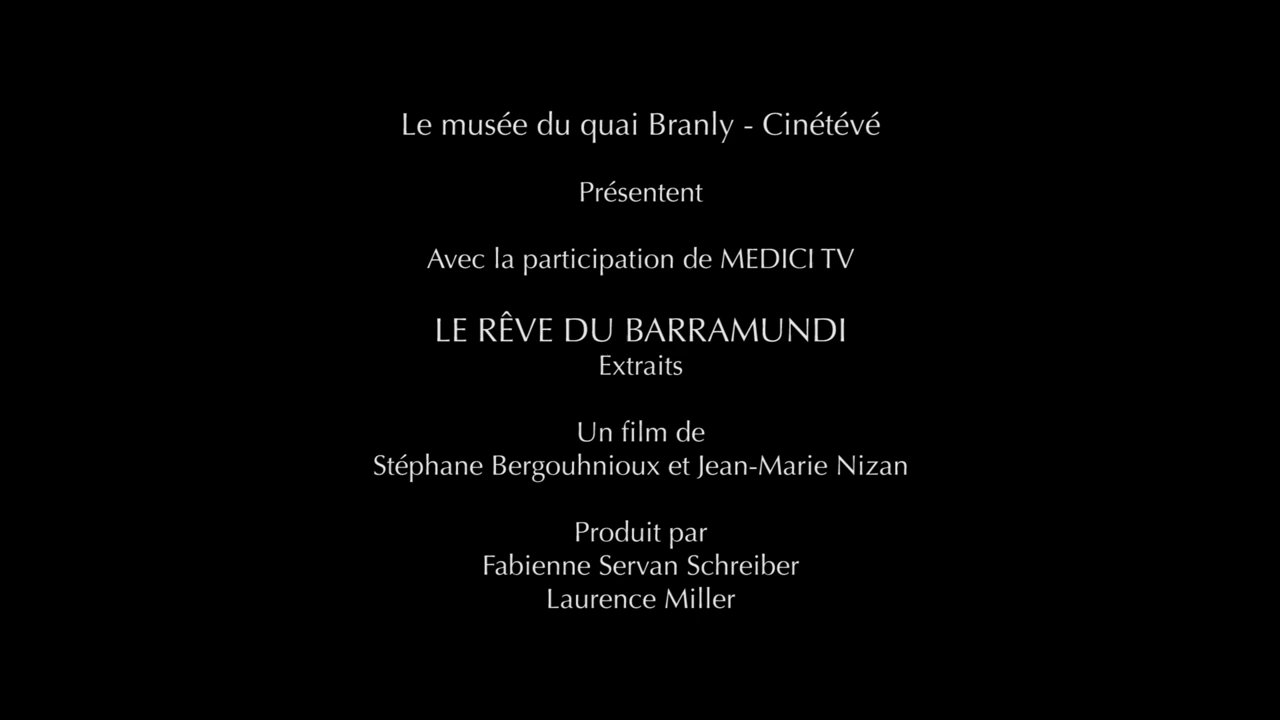 Le musée du quai Branly - Cinétévé
Présentent
Avec la participation de MEDICI TV
LE RÊVE DU BARRAMUNDI
Extraits
Un film de
Stéphane Bergouhnioux et Jean-Marie Nizan
Produit par
Fabienne Servan Schreiber
Laurence Miller